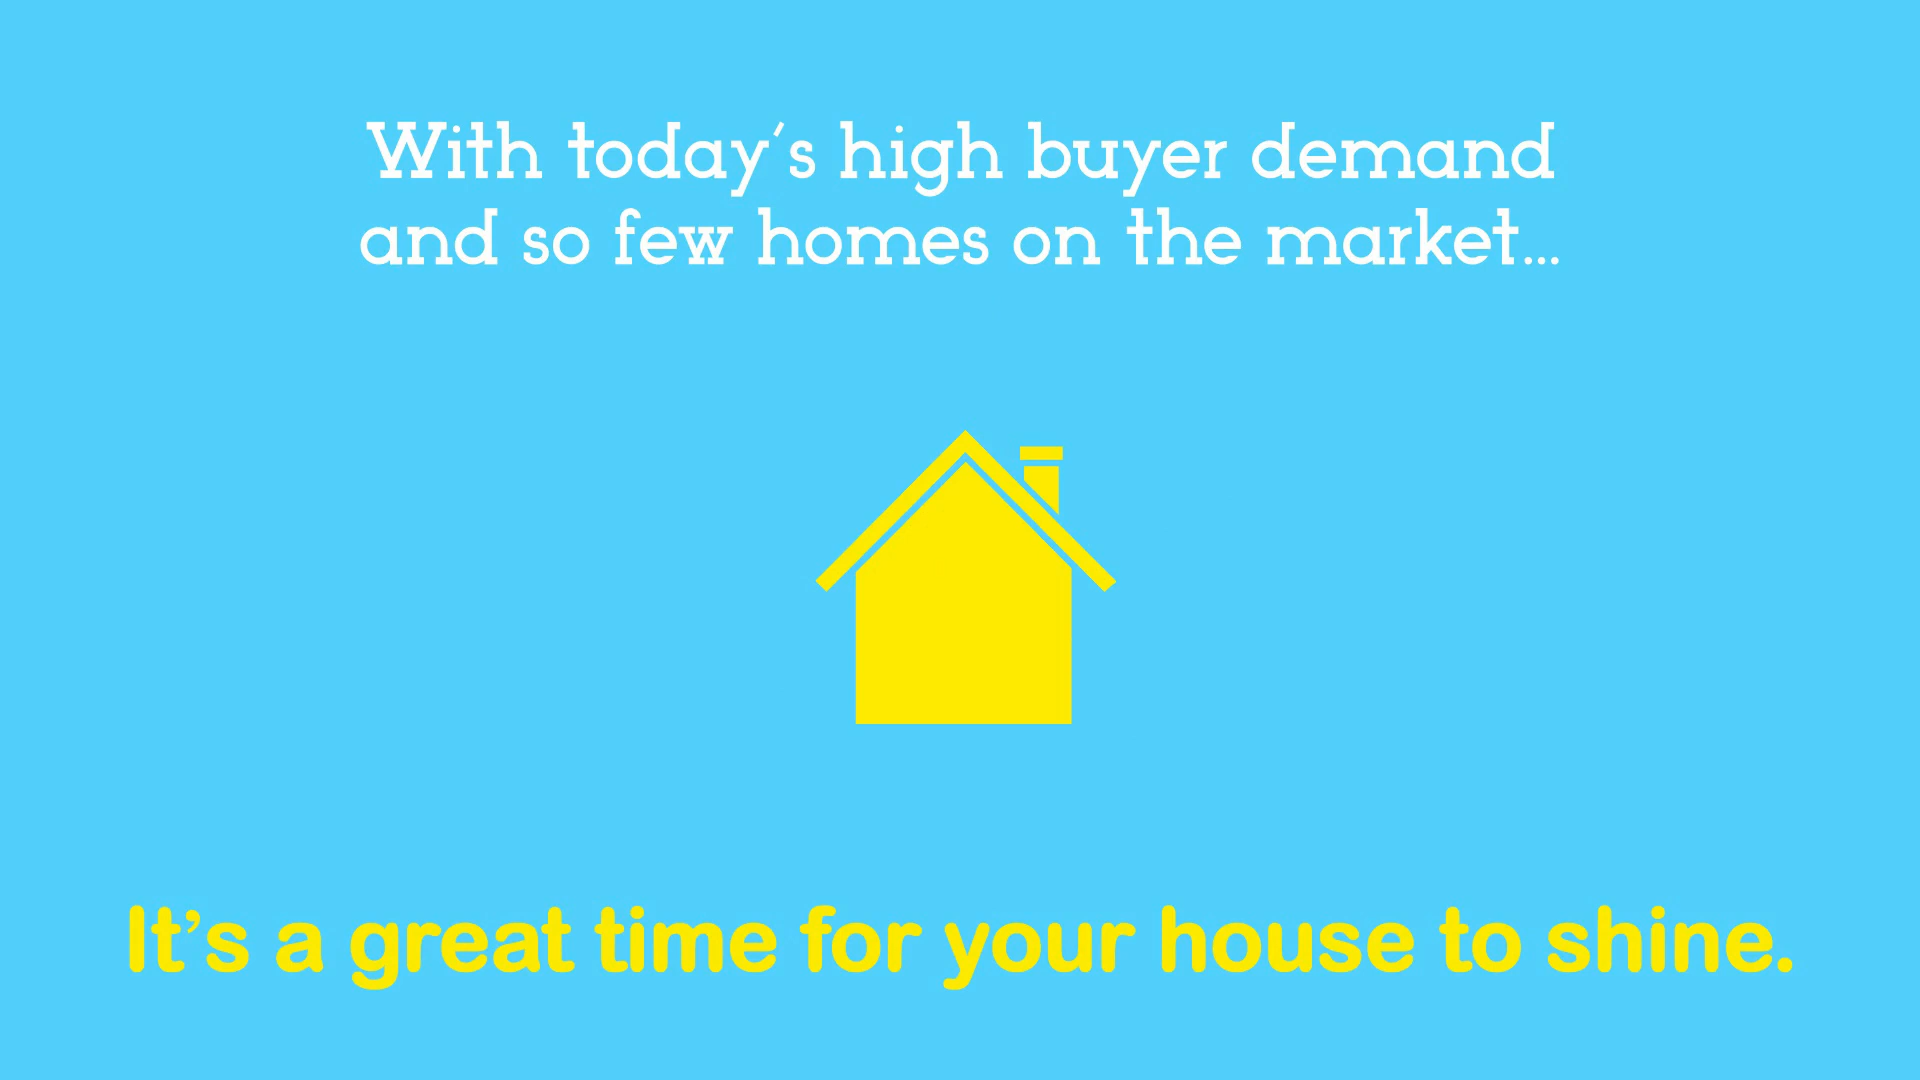 With today's high buyer demand
and so few homes on the market...
It's a great time for your house to shine.